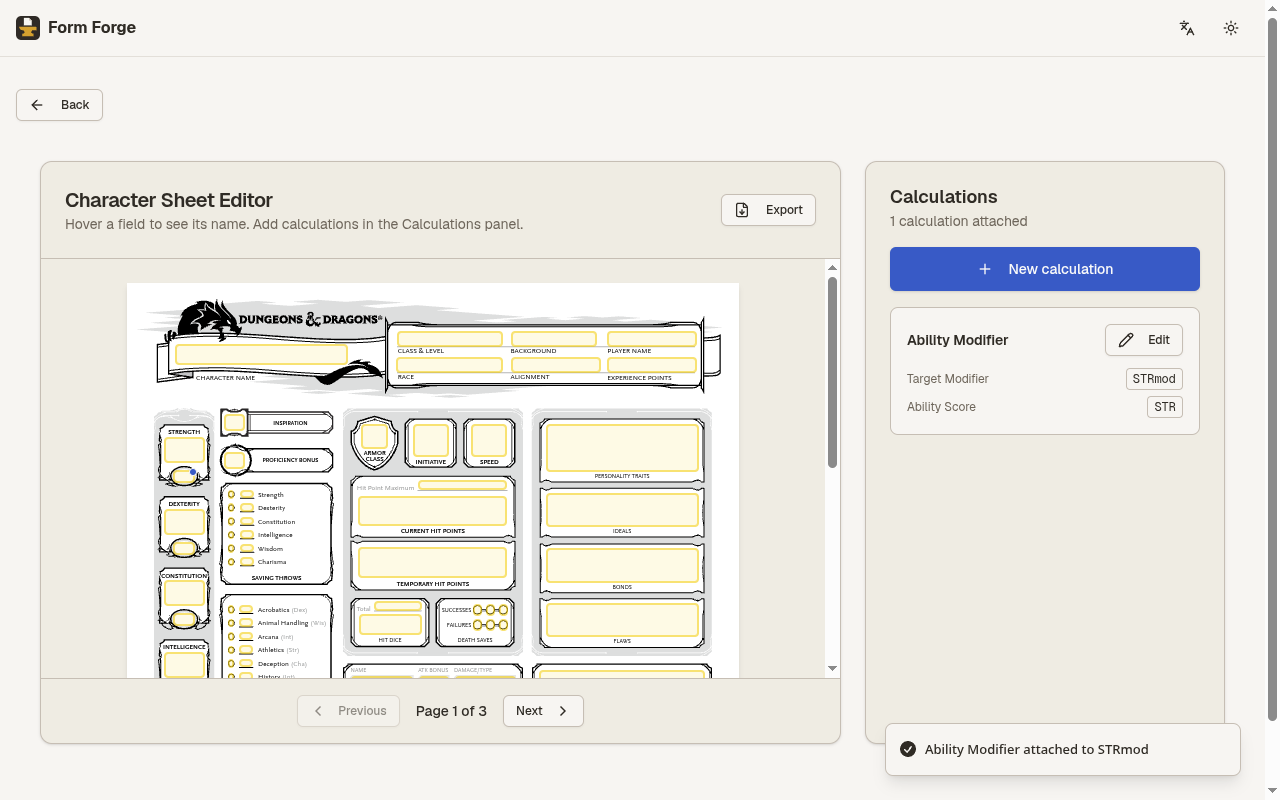 Form Forge
Back
Character Sheet Editor
Hover a field to see its name. Add calculations in the Calculations panel.
Export
DUNGEONS & DRAGONS®
CHARACTER NAME
CLASS & LEVEL
BACKGROUND
PLAYER NAME
RACE
ALIGNMENT
EXPERIENCE POINTS
STRENGTH
DEXTERITY
CONSTITUTION
INTELLIGENCE
INSPIRATION
PROFICIENCY BONUS
Strength
Dexterity
Constitution
Intelligence
Wisdom
Charisma
SAVING THROWS
Acrobatics (Dex)
Animal Handling (Wis)
Arcana (Int)
Athletics (Str)
Deception (Cha)
History (Int)
ARMOR
CLASS
INITIATIVE
SPEED
Hit Point Maximum
CURRENT HIT POINTS
TEMPORARY HIT POINTS
Total
HIT DICE
SUCCESSES
FAILURES
DEATH SAVES
NAME
ATK BONUS
DAMAGE/TYPE
PERSONALITY TRAITS
IDEALS
BONDS
FLAWS
Previous
Page 1 of 3
Next
Calculations
1 calculation attached
New calculation
Ability Modifier
Edit
Target Modifier
STRmod
Ability Score
STR
Ability Modifier attached to STRmod